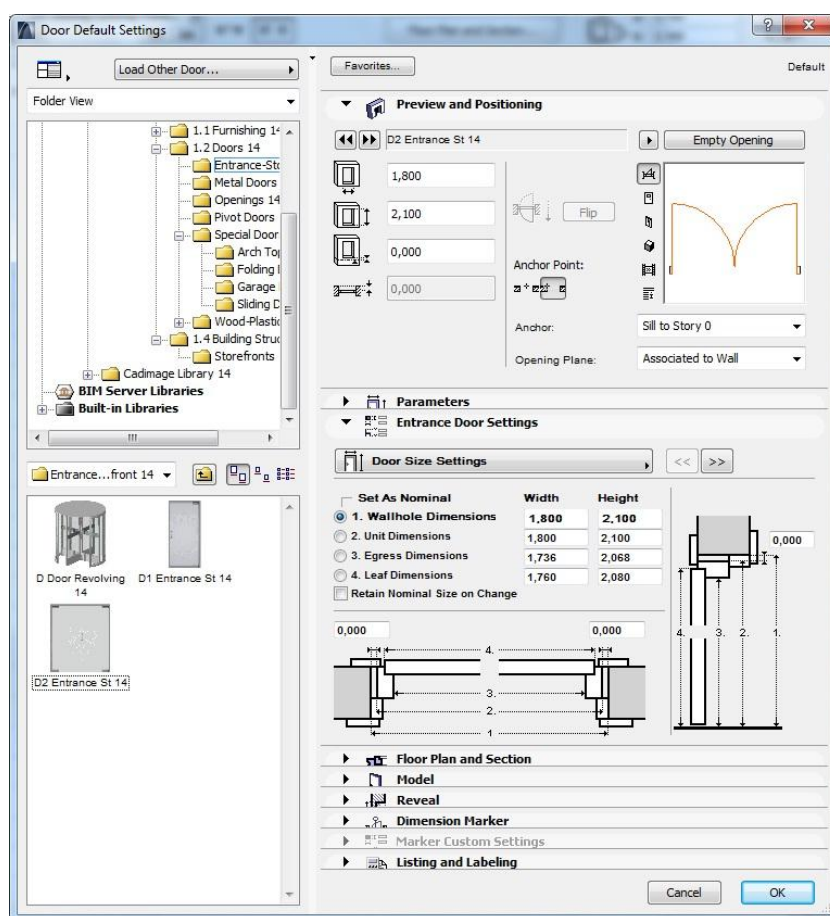 Door Default Settings
Load Other Door...
Folder View
1.1 Furnishing 14
1.2 Doors 14
Entrance-Sto
Metal Doors
Openings 14
Pivot Doors
Special Door
Arch Top
Folding
Garage
Sliding D
Wood-Plastic
1.4 Building Struc
Storefronts
Cadimage Library 14
BIM Server Libraries
Built-in Libraries
Entrance...front 14
D Door Revolving
14
D1 Entrance St 14
D2 Entrance St 14
Favorites...
Default
Preview and Positioning
D2 Entrance St 14
Empty Opening
1,800
2,100
0,000
0,000
Flip
Anchor Point:
Anchor:
Sill to Story 0
Opening Plane:
Associated to Wall
Parameters
Entrance Door Settings
Door Size Settings
<< >>
Set As Nominal Width Height
1. Wallhole Dimensions 1,800 2,100
2. Unit Dimensions 1,800 2,100
3. Egress Dimensions 1,736 2,068
4. Leaf Dimensions 1,760 2,080
Retain Nominal Size on Change
0,000
4. 3. 2. 1.
0,000 0,000
4.
3.
2.
1
Floor Plan and Section
Model
Reveal
Dimension Marker
Marker Custom Settings
Listing and Labeling
Cancel OK